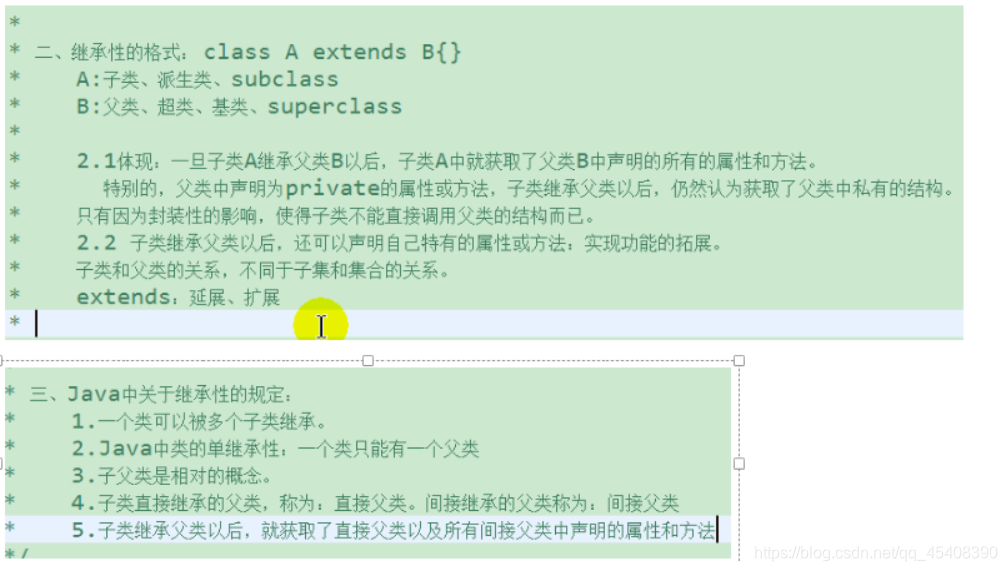 *
* 二、继承性的格式: class A extends B{}
* A:子类、派生类、subclass
* B:父类、超类、基类、superclass
*
* 2.1体现:一旦子类A继承父类B以后,子类A中就获取了父类B中声明的所有的属性和方法。
* 特别的,父类中声明为private的属性或方法,子类继承父类以后,仍然认为获取了父类中私有的结构。
* 只有因为封装性的影响,使得子类不能直接调用父类的结构而已。
* 2.2 子类继承父类以后,还可以声明自己特有的属性或方法:实现功能的拓展。
* 子类和父类的关系,不同于子集和集合的关系。
* extends:延展、扩展
*
* 三、Java中关于继承性的规定:
* 1.一个类可以被多个子类继承。
* 2.Java中类的单继承性:一个类只能有一个父类
* 3.子父类是相对的概念。
* 4.子类直接继承的父类,称为:直接父类。间接继承的父类称为:间接父类
* 5.子类继承父类以后,就获取了直接父类以及所有间接父类中声明的属性和方法
*/
https://blog.csdn.net/qq_45408390